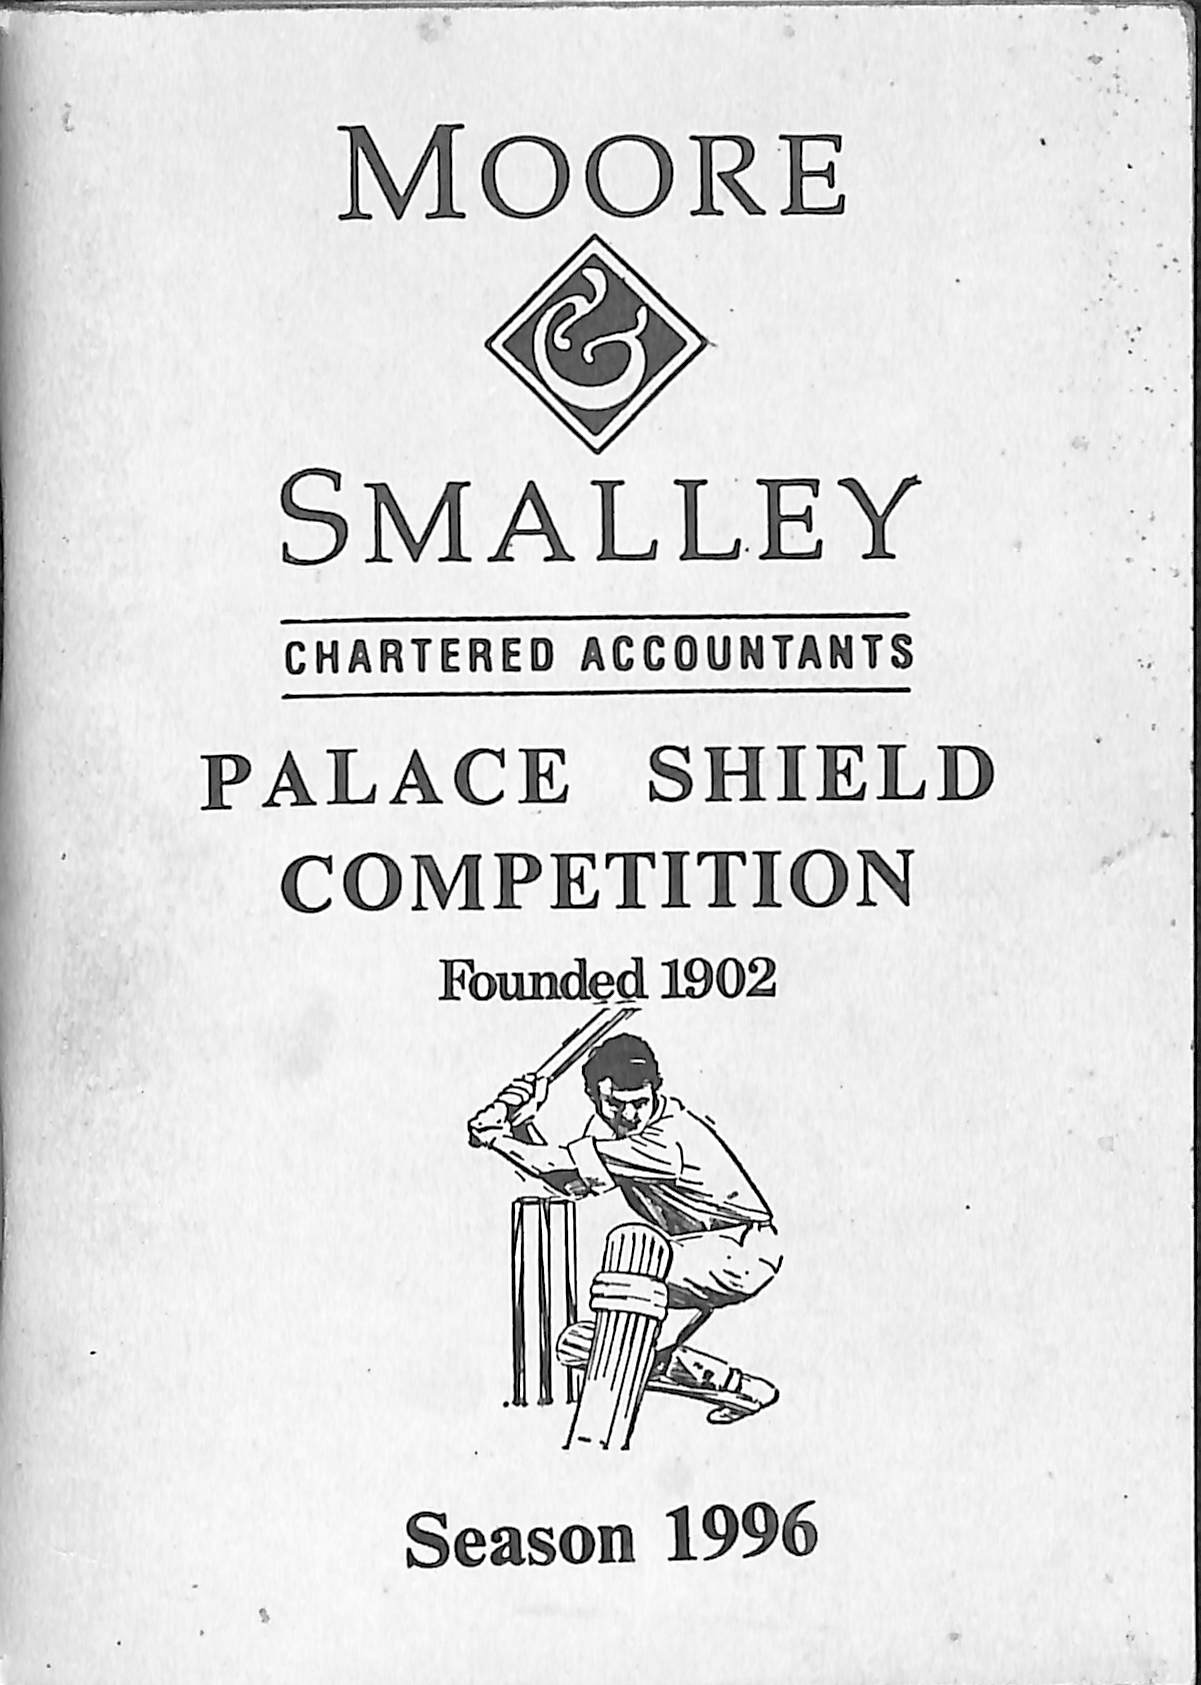 MOORE
&
SMALLEY
CHARTERED ACCOUNTANTS
PALACE SHIELD
COMPETITION
Founded 1902
Season 1996